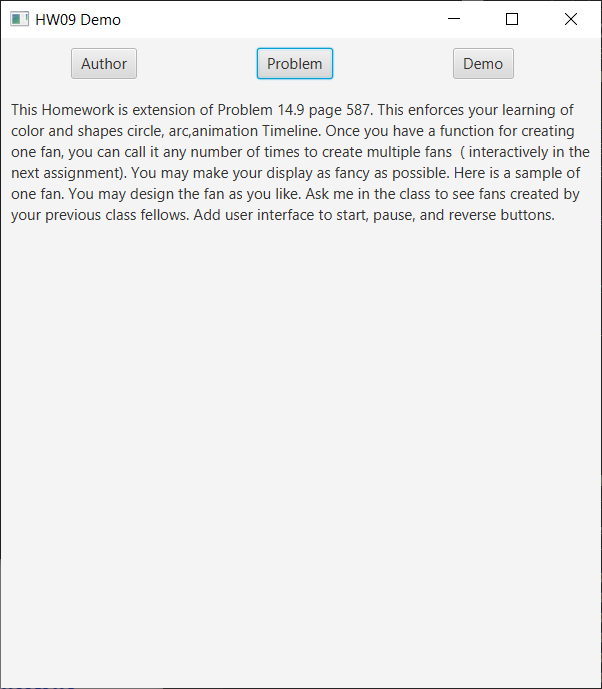 HW09 Demo
Author Problem Demo
This Homework is extension of Problem 14.9 page 587. This enforces your learning of
color and shapes circle, arc,animation Timeline. Once you have a function for creating
one fan, you can call it any number of times to create multiple fans  ( interactively in the
next assignment). You may make your display as fancy as possible. Here is a sample of
one fan. You may design the fan as you like. Ask me in the class to see fans created by
your previous class fellows. Add user interface to start, pause, and reverse buttons.